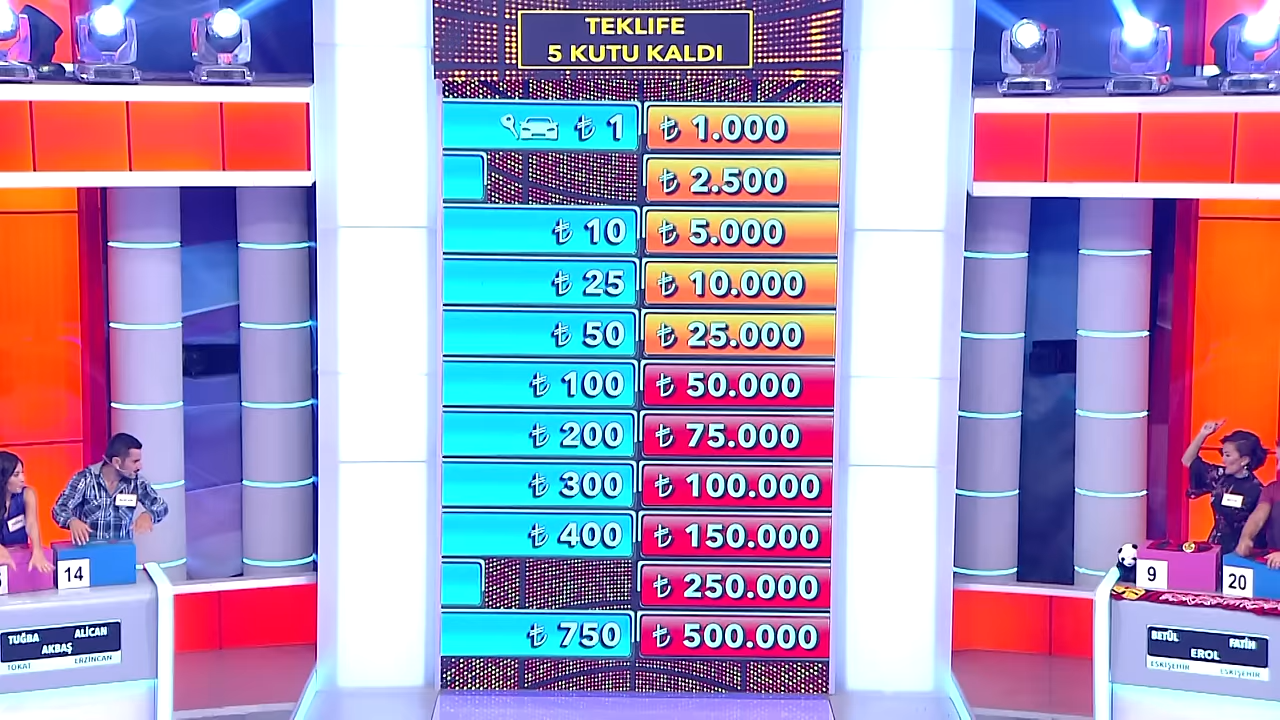 TEKLIFE
5 KUTU KALDI
₺ 1
₺ 1.000
₺ 2.500
₺ 10
₺ 5.000
₺ 25
₺ 10.000
₺ 50
₺ 25.000
₺ 100
₺ 50.000
₺ 200
₺ 75.000
₺ 300
₺ 100.000
₺ 400
₺ 150.000
₺ 250.000
₺ 750
₺ 500.000
14
9
20
TUĞBA ALİCAN
AKBAŞ
TOKAT ERZİNCAN
BETÜL FATİH
EROL
ESKİŞEHİR ESKİŞEHİR